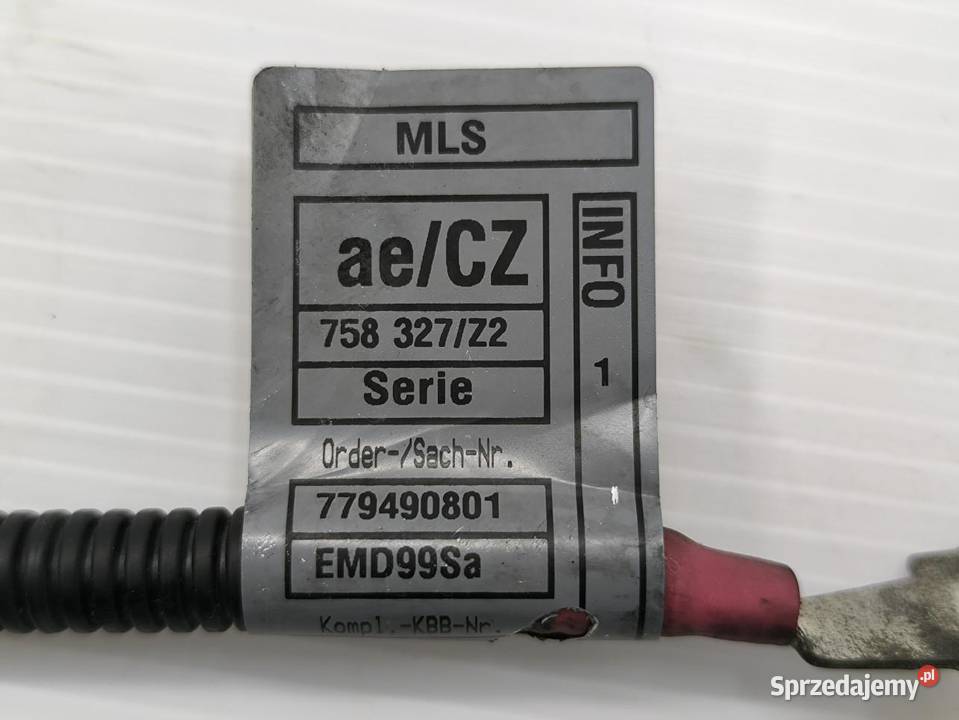 MLS
ae/CZ
758 327/Z2
Serie
INFO
1
Order-/Sach-Nr.
779490801
EMD99Sa
Kompl.-KBB-Nr.
Sprzedajemy.pl